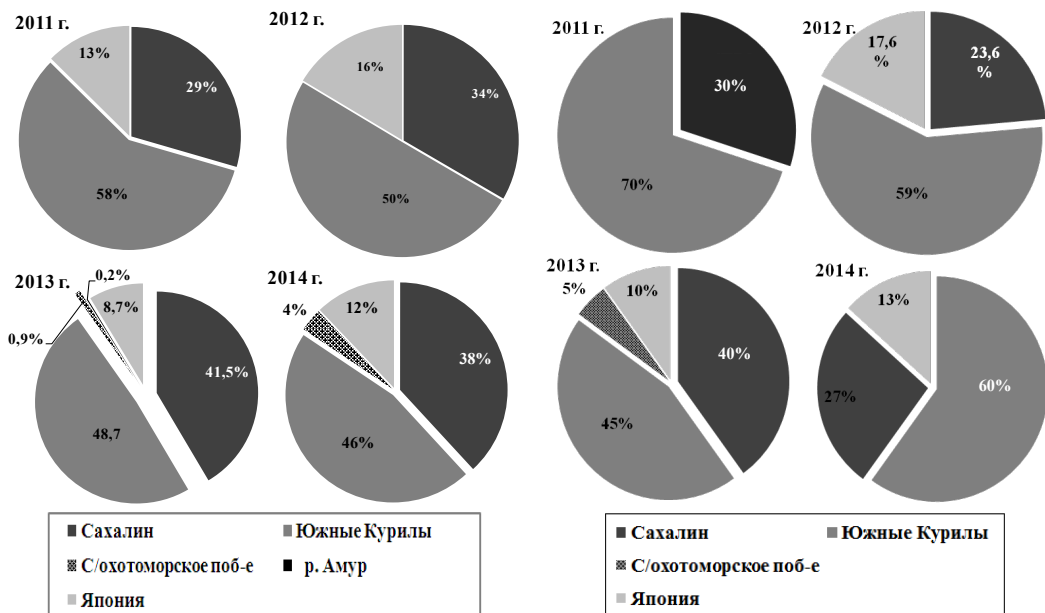 2011 г.
13%
29%
58%
2012 г.
16%
34%
50%
2011 г.
30%
70%
2012 г.
17,6
%
23,6
%
59%
2013 г.
0,2%
8,7%
0,9%
41,5%
48,7
2014 г.
4%
12%
38%
46%
2013 г.
5%
10%
40%
45%
2014 г.
13%
27%
60%
Сахалин
Южные Курилы
С/охотоморское поб-е
р. Амур
Япония
Сахалин
Южные Курилы
С/охотоморское поб-е
Япония